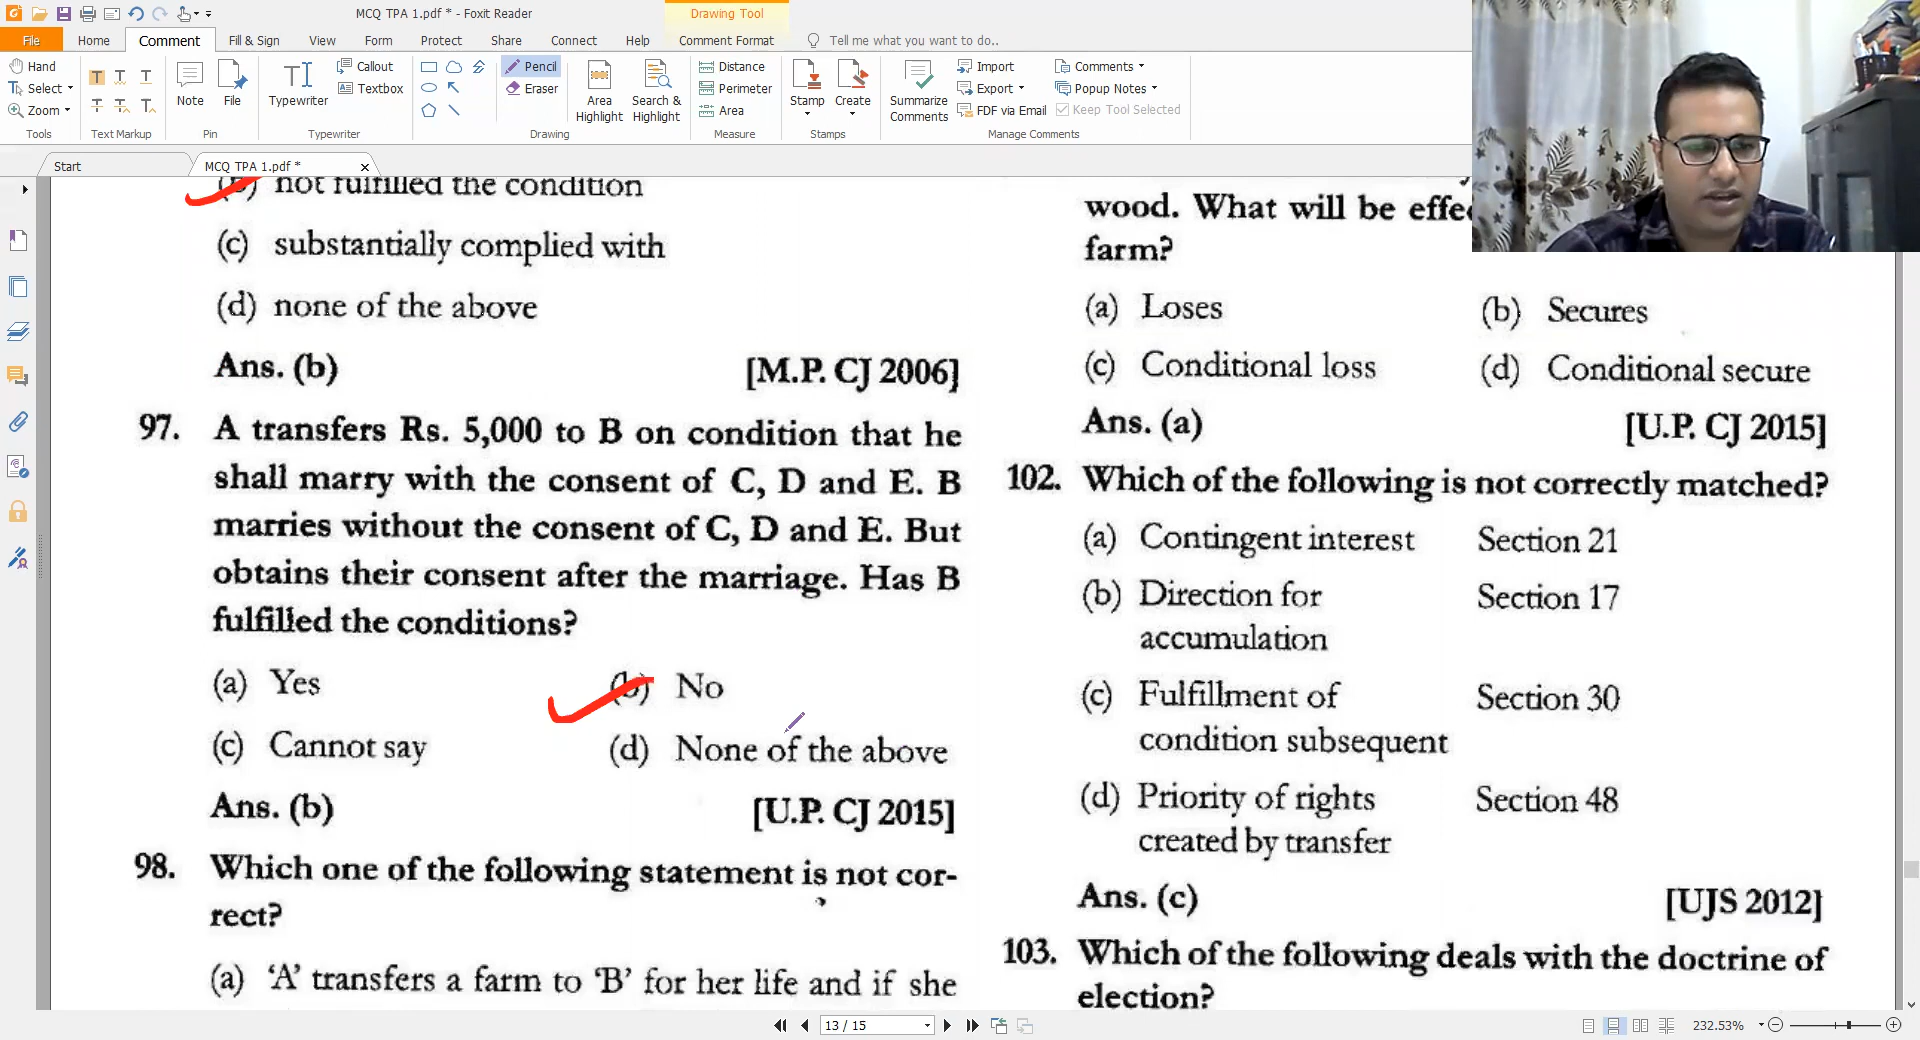 MCQ TPA 1.pdf * - Foxit Reader
Drawing Tool
File Home Comment Fill & Sign View Form Protect Share Connect Help Comment Format Tell me what you want to do..
Hand
Select
Zoom
Tools
Text Markup
Note
File
Pin
Typewriter
Callout
Textbox
Typewriter
Pencil
Eraser
Area Highlight
Search & Highlight
Drawing
Distance
Perimeter
Area
Measure
Stamp
Create
Stamps
Summarize Comments
Import
Export
FDF via Email
Comments
Popup Notes
Keep Tool Selected
Manage Comments
Start
MCQ TPA 1.pdf *
(b) not fulfilled the condition
(c) substantially complied with
(d) none of the above
Ans. (b) [M.P. CJ 2006]
97. A transfers Rs. 5,000 to B on condition that he
shall marry with the consent of C, D and E. B
marries without the consent of C, D and E. But
obtains their consent after the marriage. Has B
fulfilled the conditions?
(a) Yes (b) No
(c) Cannot say (d) None of the above
Ans. (b) [U.P. CJ 2015]
98. Which one of the following statement is not cor-
rect?
(a) ‘A’ transfers a farm to ‘B’ for her life and if she
wood. What will be
farm?
(a) Loses (b) Secures
(c) Conditional loss (d) Conditional secure
Ans. (a) [U.P. CJ 2015]
102. Which of the following is not correctly matched?
(a) Contingent interest Section 21
(b) Direction for Section 17
accumulation
(c) Fulfillment of Section 30
condition subsequent
(d) Priority of rights Section 48
created by transfer
Ans. (c) [UJS 2012]
103. Which of the following deals with the doctrine of
election?
13 / 15
232.53%